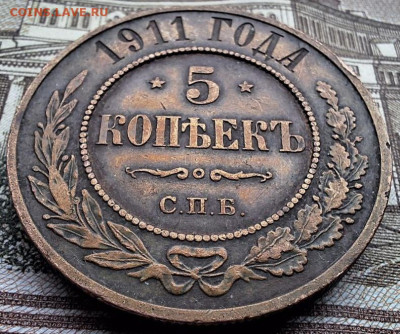 COINS.LAVE.RU
1911 ГОДА
5
КОПѢЕКЪ
С.П.Б.